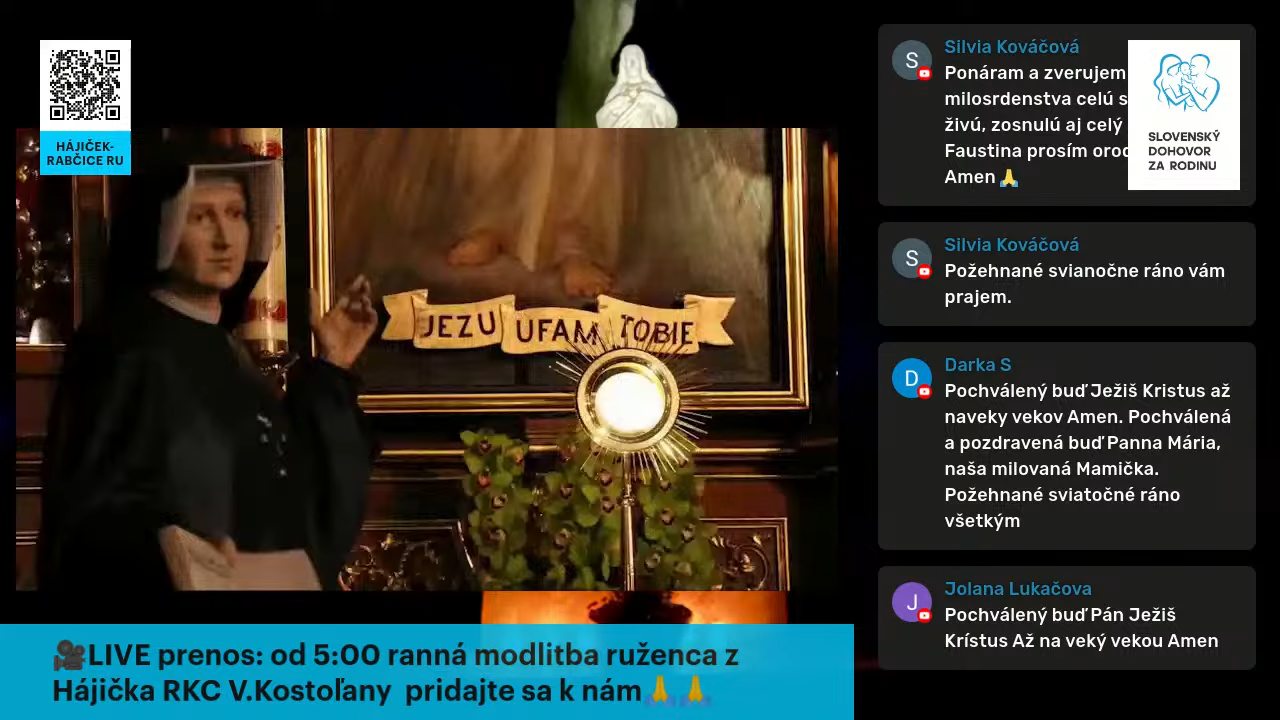 HÁJIČEK-
RABČICE RU
JEZU UFAM TOBIE
🎥LIVE prenos: od 5:00 ranná modlitba ruženca z
Hájička RKC V.Kostoľany pridajte sa k nám🙏🙏
S
Silvia Kováčová
Ponáram a zverujem
milosrdenstva celú
živú, zosnulú aj celý
Faustina prosím
Amen🙏
SLOVENSKÝ
DOHOVOR
ZA RODINU
S
Silvia Kováčová
Požehnané svianočne ráno vám
prajem.
D
Darka S
Pochválený buď Ježiš Kristus až
naveky vekov Amen. Pochválená
a pozdravená buď Panna Mária,
naša milovaná Mamička.
Požehnané sviatočné ráno
všetkým
J
Jolana Lukačova
Pochválený buď Pán Ježiš
Krístus Až na veký vekou Amen